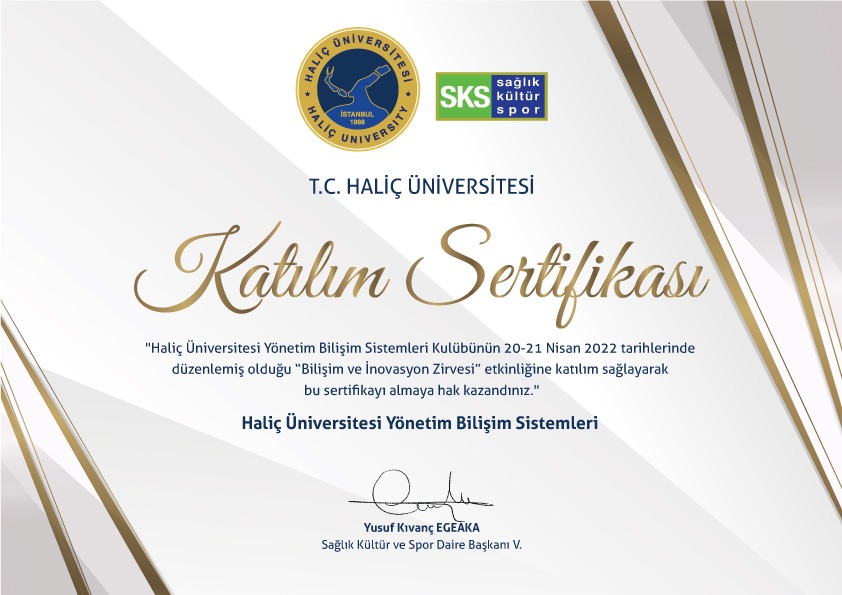 HALİÇ ÜNİVERSİTESİ
İSTANBUL
1998
HALİÇ UNIVERSITY
SKS
sağlık
kültür
spor
T.C. HALİÇ ÜNİVERSİTESİ
Katılım Sertifikası
"Haliç Üniversitesi Yönetim Bilişim Sistemleri Kulübünün 20-21 Nisan 2022 tarihlerinde
düzenlemiş olduğu “Bilişim ve İnovasyon Zirvesi” etkinliğine katılım sağlayarak
bu sertifikayı almaya hak kazandınız."
Haliç Üniversitesi Yönetim Bilişim Sistemleri
Yusuf Kıvanç EGEAKA
Sağlık Kültür ve Spor Daire Başkanı V.